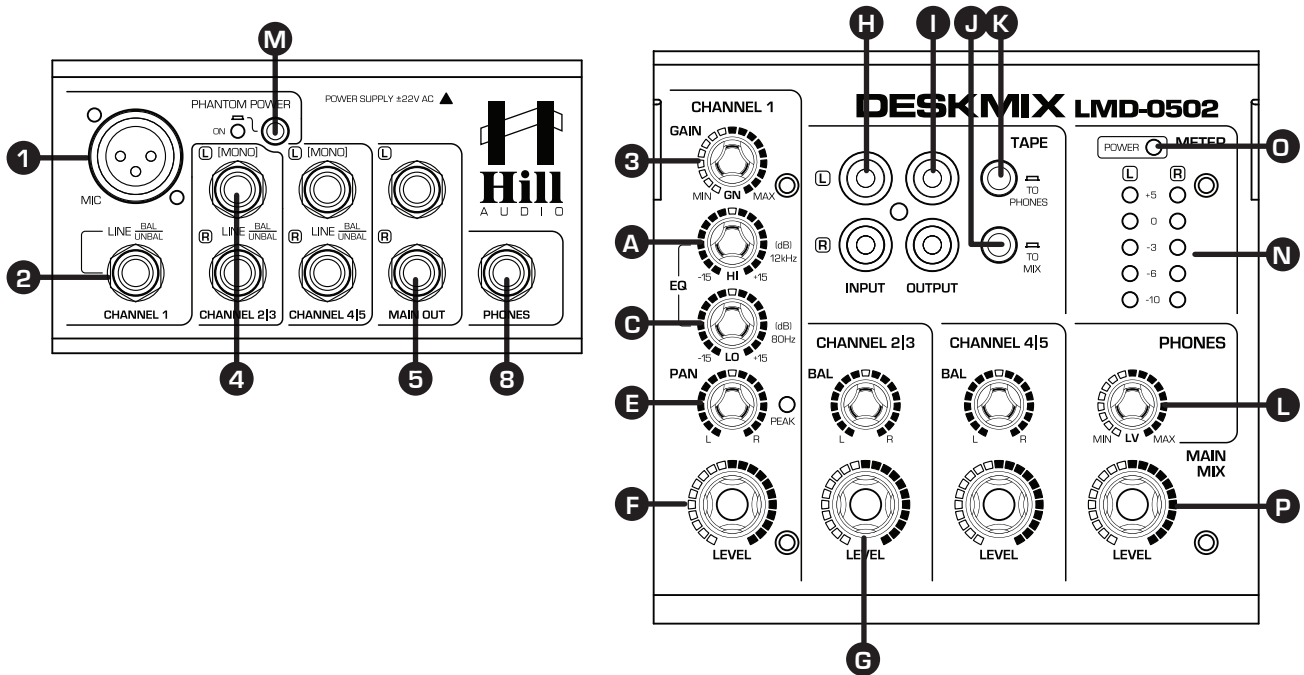 M
PHANTOM POWER
ON
POWER SUPPLY ±22V AC
1
MIC
L [MONO]
L [MONO]
L
Hill
AUDIO
LINE BAL/UNBAL
R LINE BAL/UNBAL
R LINE BAL/UNBAL
R
2
CHANNEL 1
CHANNEL 2|3
CHANNEL 4|5
MAIN OUT
PHONES
4
5
8
H
I
J
K
DESKMIX LMD-0502
CHANNEL 1
GAIN
3
MIN
GN
MAX
A
(dB)
12kHz
-15
HI
+15
EQ
C
(dB)
80Hz
-15
LO
+15
PAN
E
L
R
PEAK
F
LEVEL
TAPE
L
TO
PHONES
R
TO
MIX
INPUT
OUTPUT
METER
POWER
O
L
R
+5
0
-3
-6
-10
N
CHANNEL 2|3
BAL
L
R
LEVEL
G
CHANNEL 4|5
BAL
L
R
LEVEL
PHONES
L
MIN
LV
MAX
MAIN
MIX
P
LEVEL